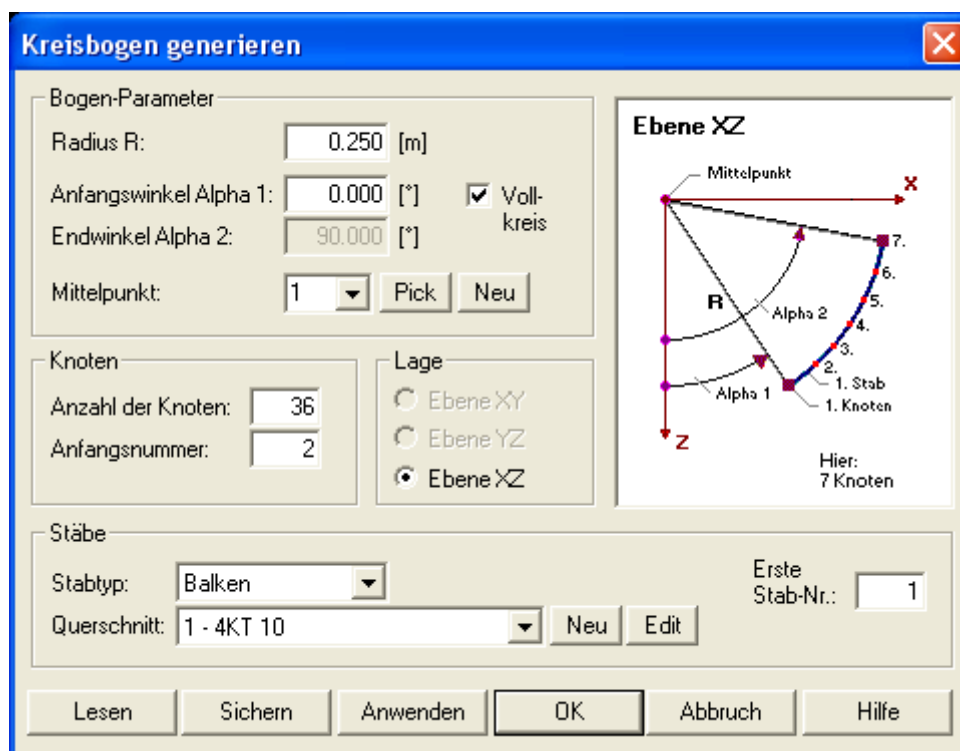 Kreisbogen generieren
Bogen-Parameter
Radius R: 0.250 [m]
Anfangswinkel Alpha 1: 0.000 [°]
Voll-
kreis
Endwinkel Alpha 2: 90.000 [°]
Mittelpunkt: 1 Pick Neu
Knoten
Anzahl der Knoten: 36
Anfangsnummer: 2
Lage
Ebene XY
Ebene YZ
Ebene XZ
Ebene XZ
Mittelpunkt
X
7.
6.
5.
R
Alpha 2
4.
3.
2.
Alpha 1
1. Stab
1. Knoten
Z
Hier:
7 Knoten
Stäbe
Stabtyp: Balken
Erste
Stab-Nr.: 1
Querschnitt: 1 - 4KT 10 Neu Edit
Lesen Sichern Anwenden OK Abbruch Hilfe